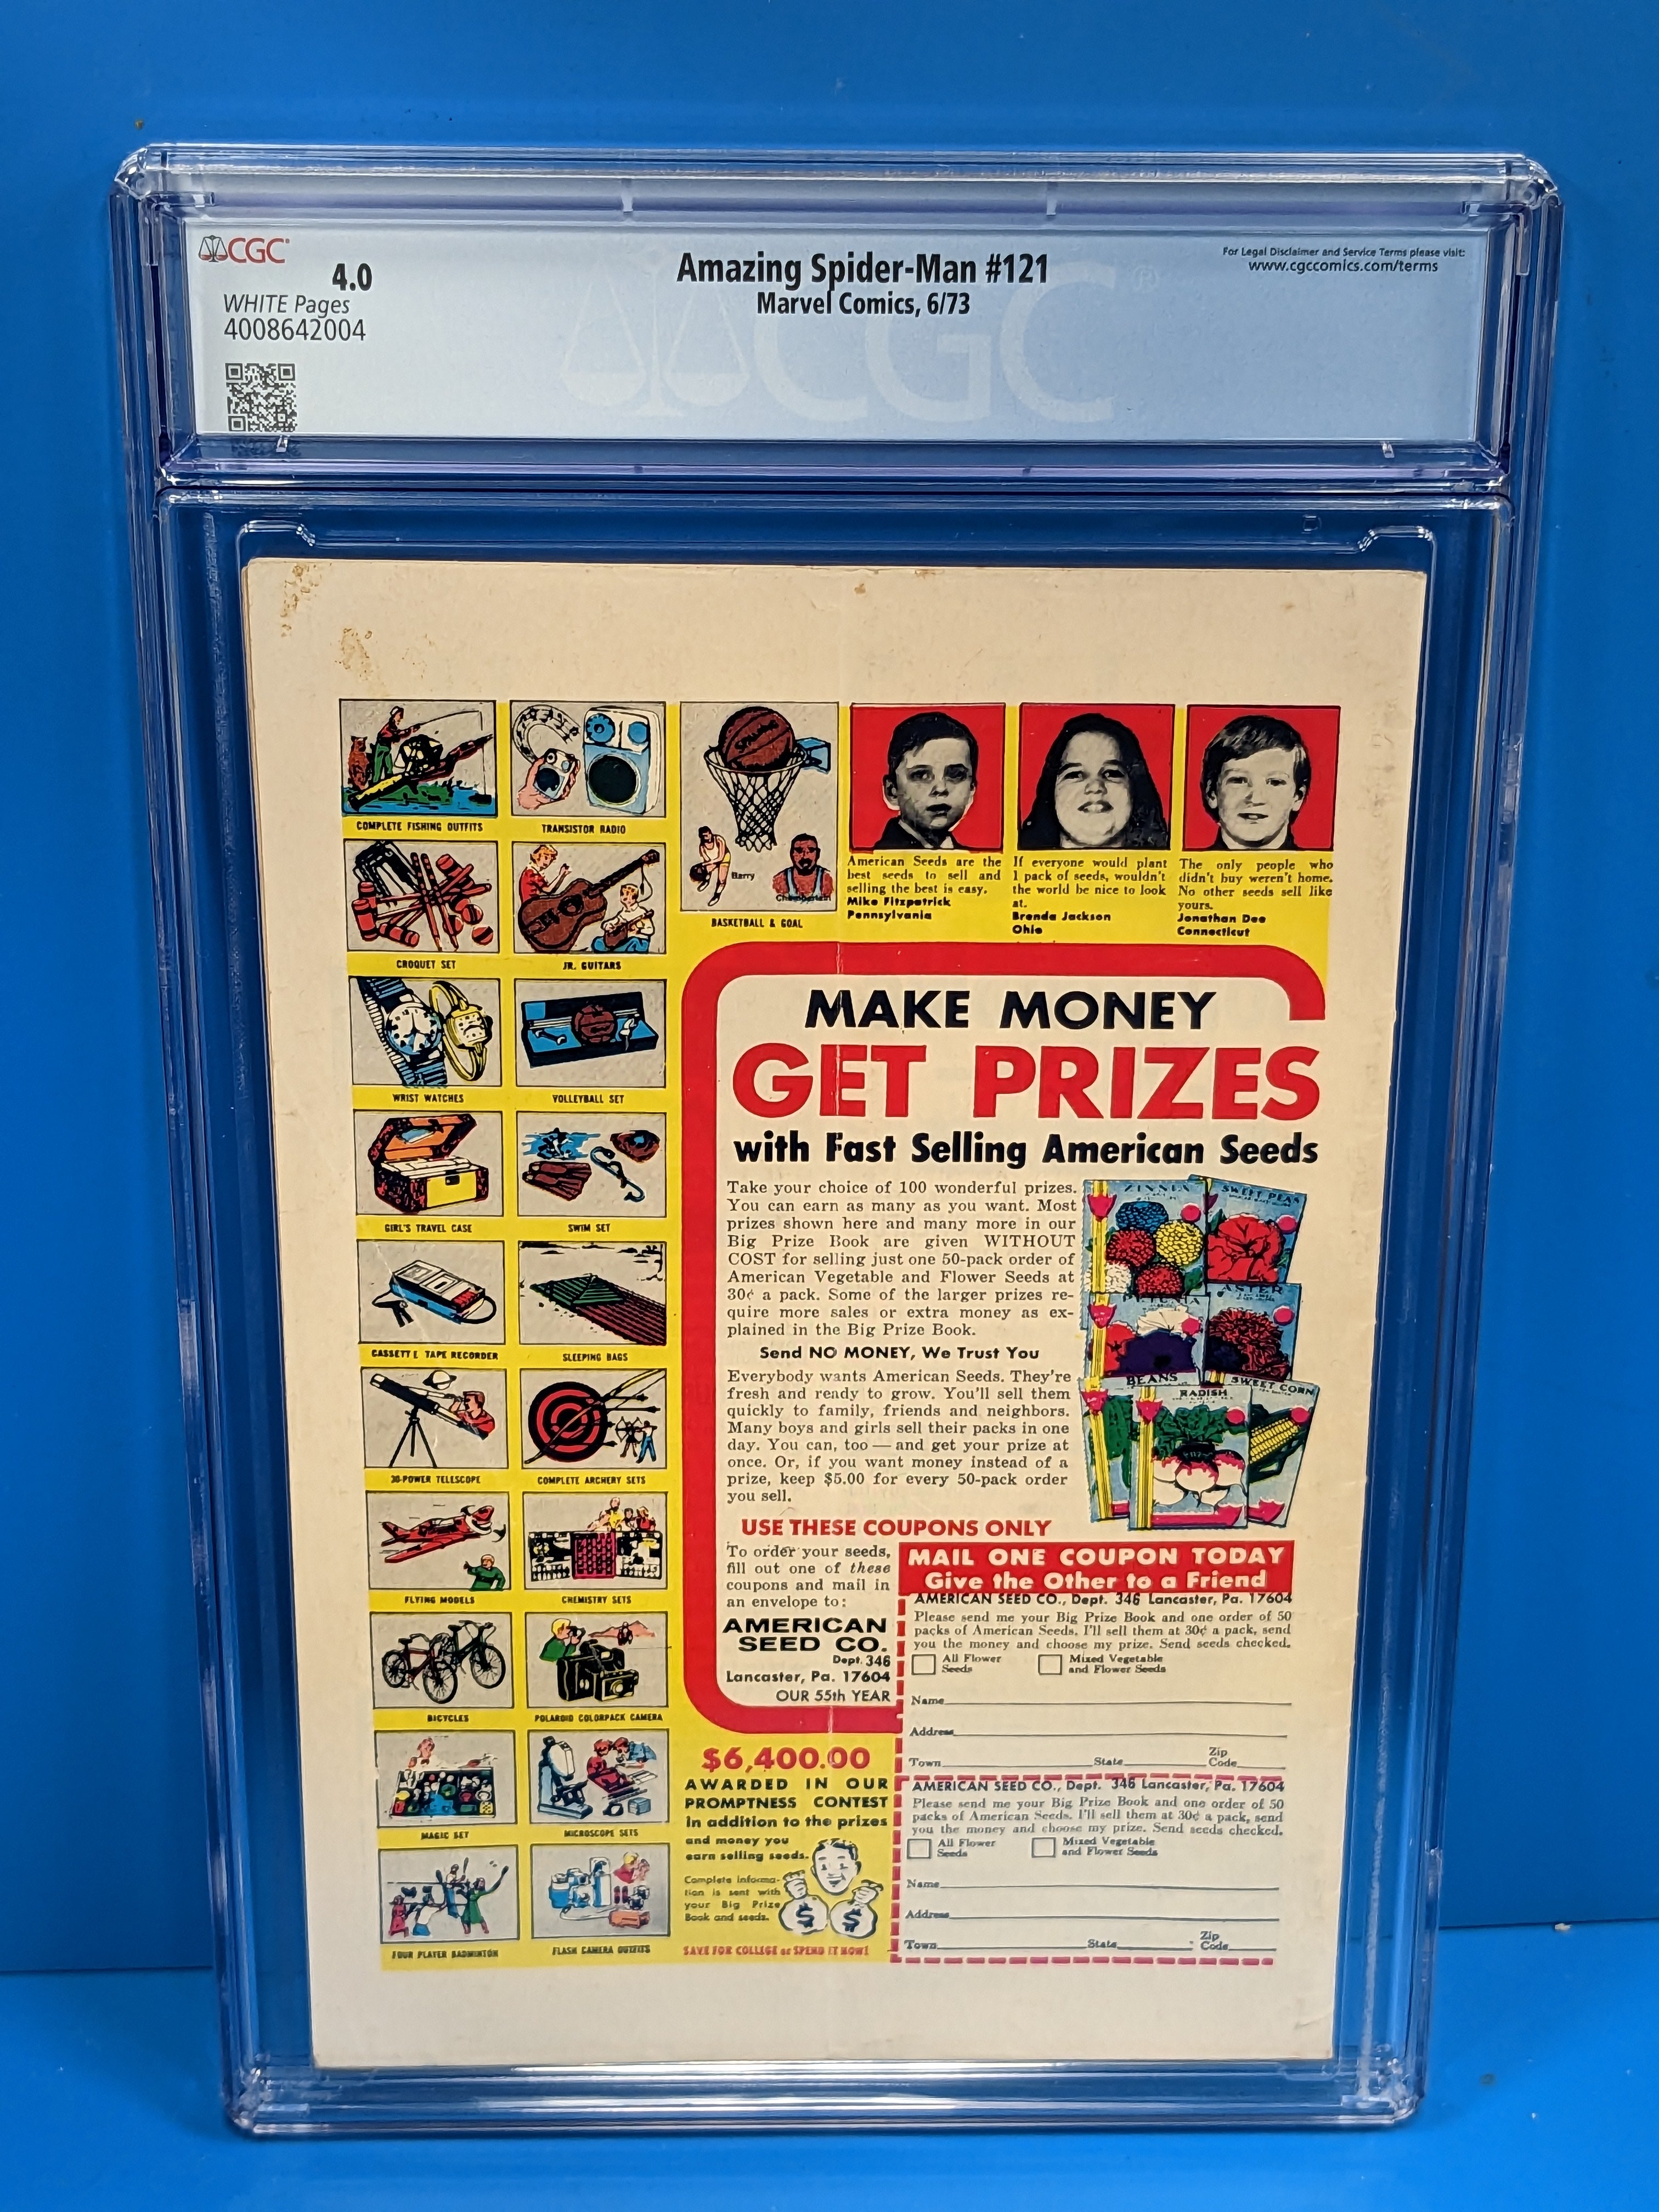 CGC
4.0
WHITE Pages
4008642004
Amazing Spider-Man #121
Marvel Comics, 6/73
For Legal Disclaimer and Service Terms please visit:
www.cgccomics.com/terms
CGC
COMPLETE FISHING OUTFITS
TRANSISTOR RADIO
CROQUET SET
JR. GUITARS
WRIST WATCHES
VOLLEYBALL SET
GIRL'S TRAVEL CASE
SWIM SET
CASSETTE TAPE RECORDER
SLEEPING BAGS
30-POWER TELESCOPE
COMPLETE ARCHERY SETS
FLYING MODELS
CHEMISTRY SETS
BICYCLES
POLAROID COLORPACK CAMERA
MAGIC SET
MICROSCOPE SETS
FOUR PLAYER BADMINTON
FLASH CAMERA OUTFITS
Barry
Chamberlain
BASKETBALL & GOAL
American Seeds are the
best seeds to sell and
selling the best is easy.
Mike Fitzpatrick
Pennsylvania
If everyone would plant
1 pack of seeds, wouldn't
the world be nice to look
at.
Brenda Jackson
Ohio
The only people who
didn't buy weren't home.
No other seeds sell like
yours.
Jonathan Dee
Connecticut
MAKE MONEY
GET PRIZES
with Fast Selling American Seeds
Take your choice of 100 wonderful prizes.
You can earn as many as you want. Most
prizes shown here and many more in our
Big Prize Book are given WITHOUT
COST for selling just one 50-pack order of
American Vegetable and Flower Seeds at
30¢ a pack. Some of the larger prizes re-
quire more sales or extra money as ex-
plained in the Big Prize Book.
Send NO MONEY, We Trust You
Everybody wants American Seeds. They're
fresh and ready to grow. You'll sell them
quickly to family, friends and neighbors.
Many boys and girls sell their packs in one
day. You can, too — and get your prize at
once. Or, if you want money instead of a
prize, keep $5.00 for every 50-pack order
you sell.
ZINNIA
SWEET PEAS
PETUNIA
ASTER
BEANS
RADISH
SWEET CORN
USE THESE COUPONS ONLY
To order your seeds,
fill out one of these
coupons and mail in
an envelope to:
AMERICAN
SEED CO.
Dept. 346
Lancaster, Pa. 17604
OUR 55th YEAR
MAIL ONE COUPON TODAY
Give the Other to a Friend
AMERICAN SEED CO., Dept. 346 Lancaster, Pa. 17604
Please send me your Big Prize Book and one order of 50
packs of American Seeds. I'll sell them at 30¢ a pack, send
you the money and choose my prize. Send seeds checked.
All Flower
Seeds
Mixed Vegetable
and Flower Seeds
Name
Address
Town State Zip Code
AMERICAN SEED CO., Dept. 346 Lancaster, Pa. 17604
Please send me your Big Prize Book and one order of 50
packs of American Seeds. I'll sell them at 30¢ a pack, send
you the money and choose my prize. Send seeds checked.
All Flower
Seeds
Mixed Vegetable
and Flower Seeds
Name
Address
Town State Zip Code
$6,400.00
AWARDED IN OUR
PROMPTNESS CONTEST
in addition to the prizes
and money you
earn selling seeds.
Complete informa-
tion is sent with
your Big Prize
Book and seeds.
$ $
SAVE FOR COLLEGE or SPEND IT NOW!